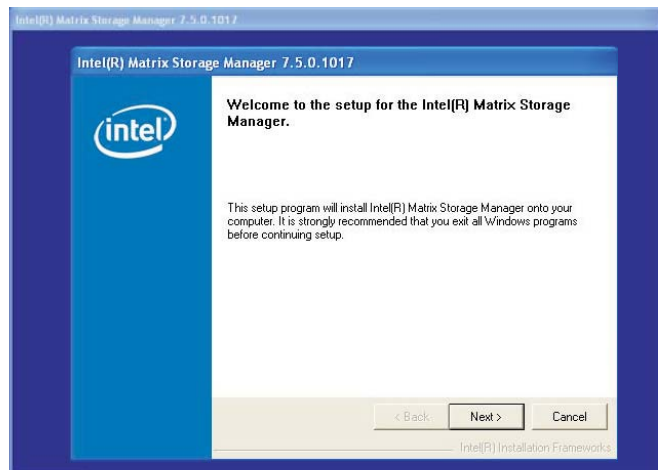 Intel(R) Matrix Storage Manager 7.5.0.1017
Intel(R) Matrix Storage Manager 7.5.0.1017
intel
Welcome to the setup for the Intel(R) Matrix Storage
Manager.
This setup program will install Intel(R) Matrix Storage Manager onto your
computer. It is strongly recommended that you exit all Windows programs
before continuing setup.
< Back
Next >
Cancel
Intel(R) Installation Frameworks